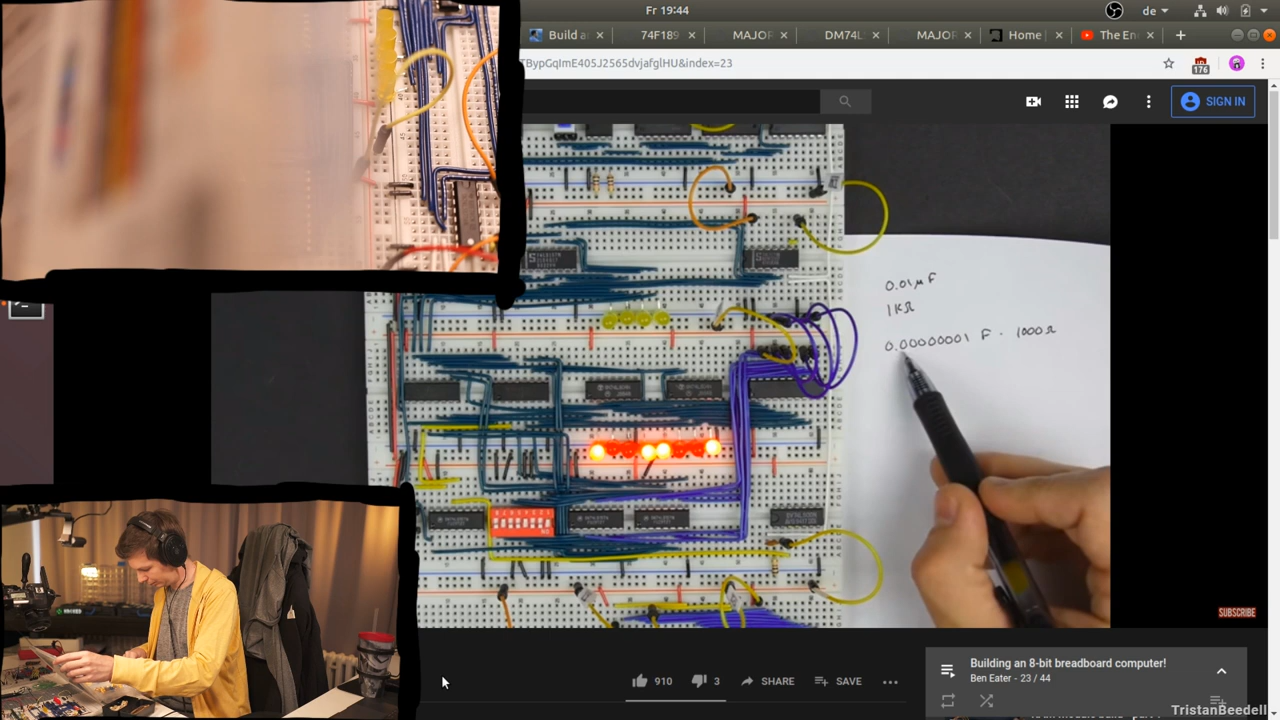 Fr 19:44
de
Build a
74F189
MAJOR
DM74L
MAJOR
Home
The En
TBypGqImE405J2565dvjafglHU&index=23
176
SIGN IN
0.01μF
1KΩ
0.00000001 F · 1000Ω
SUBSCRIBE
910
3
SHARE
SAVE
Building an 8-bit breadboard computer!
Ben Eater - 23 / 44
TristanBeedell